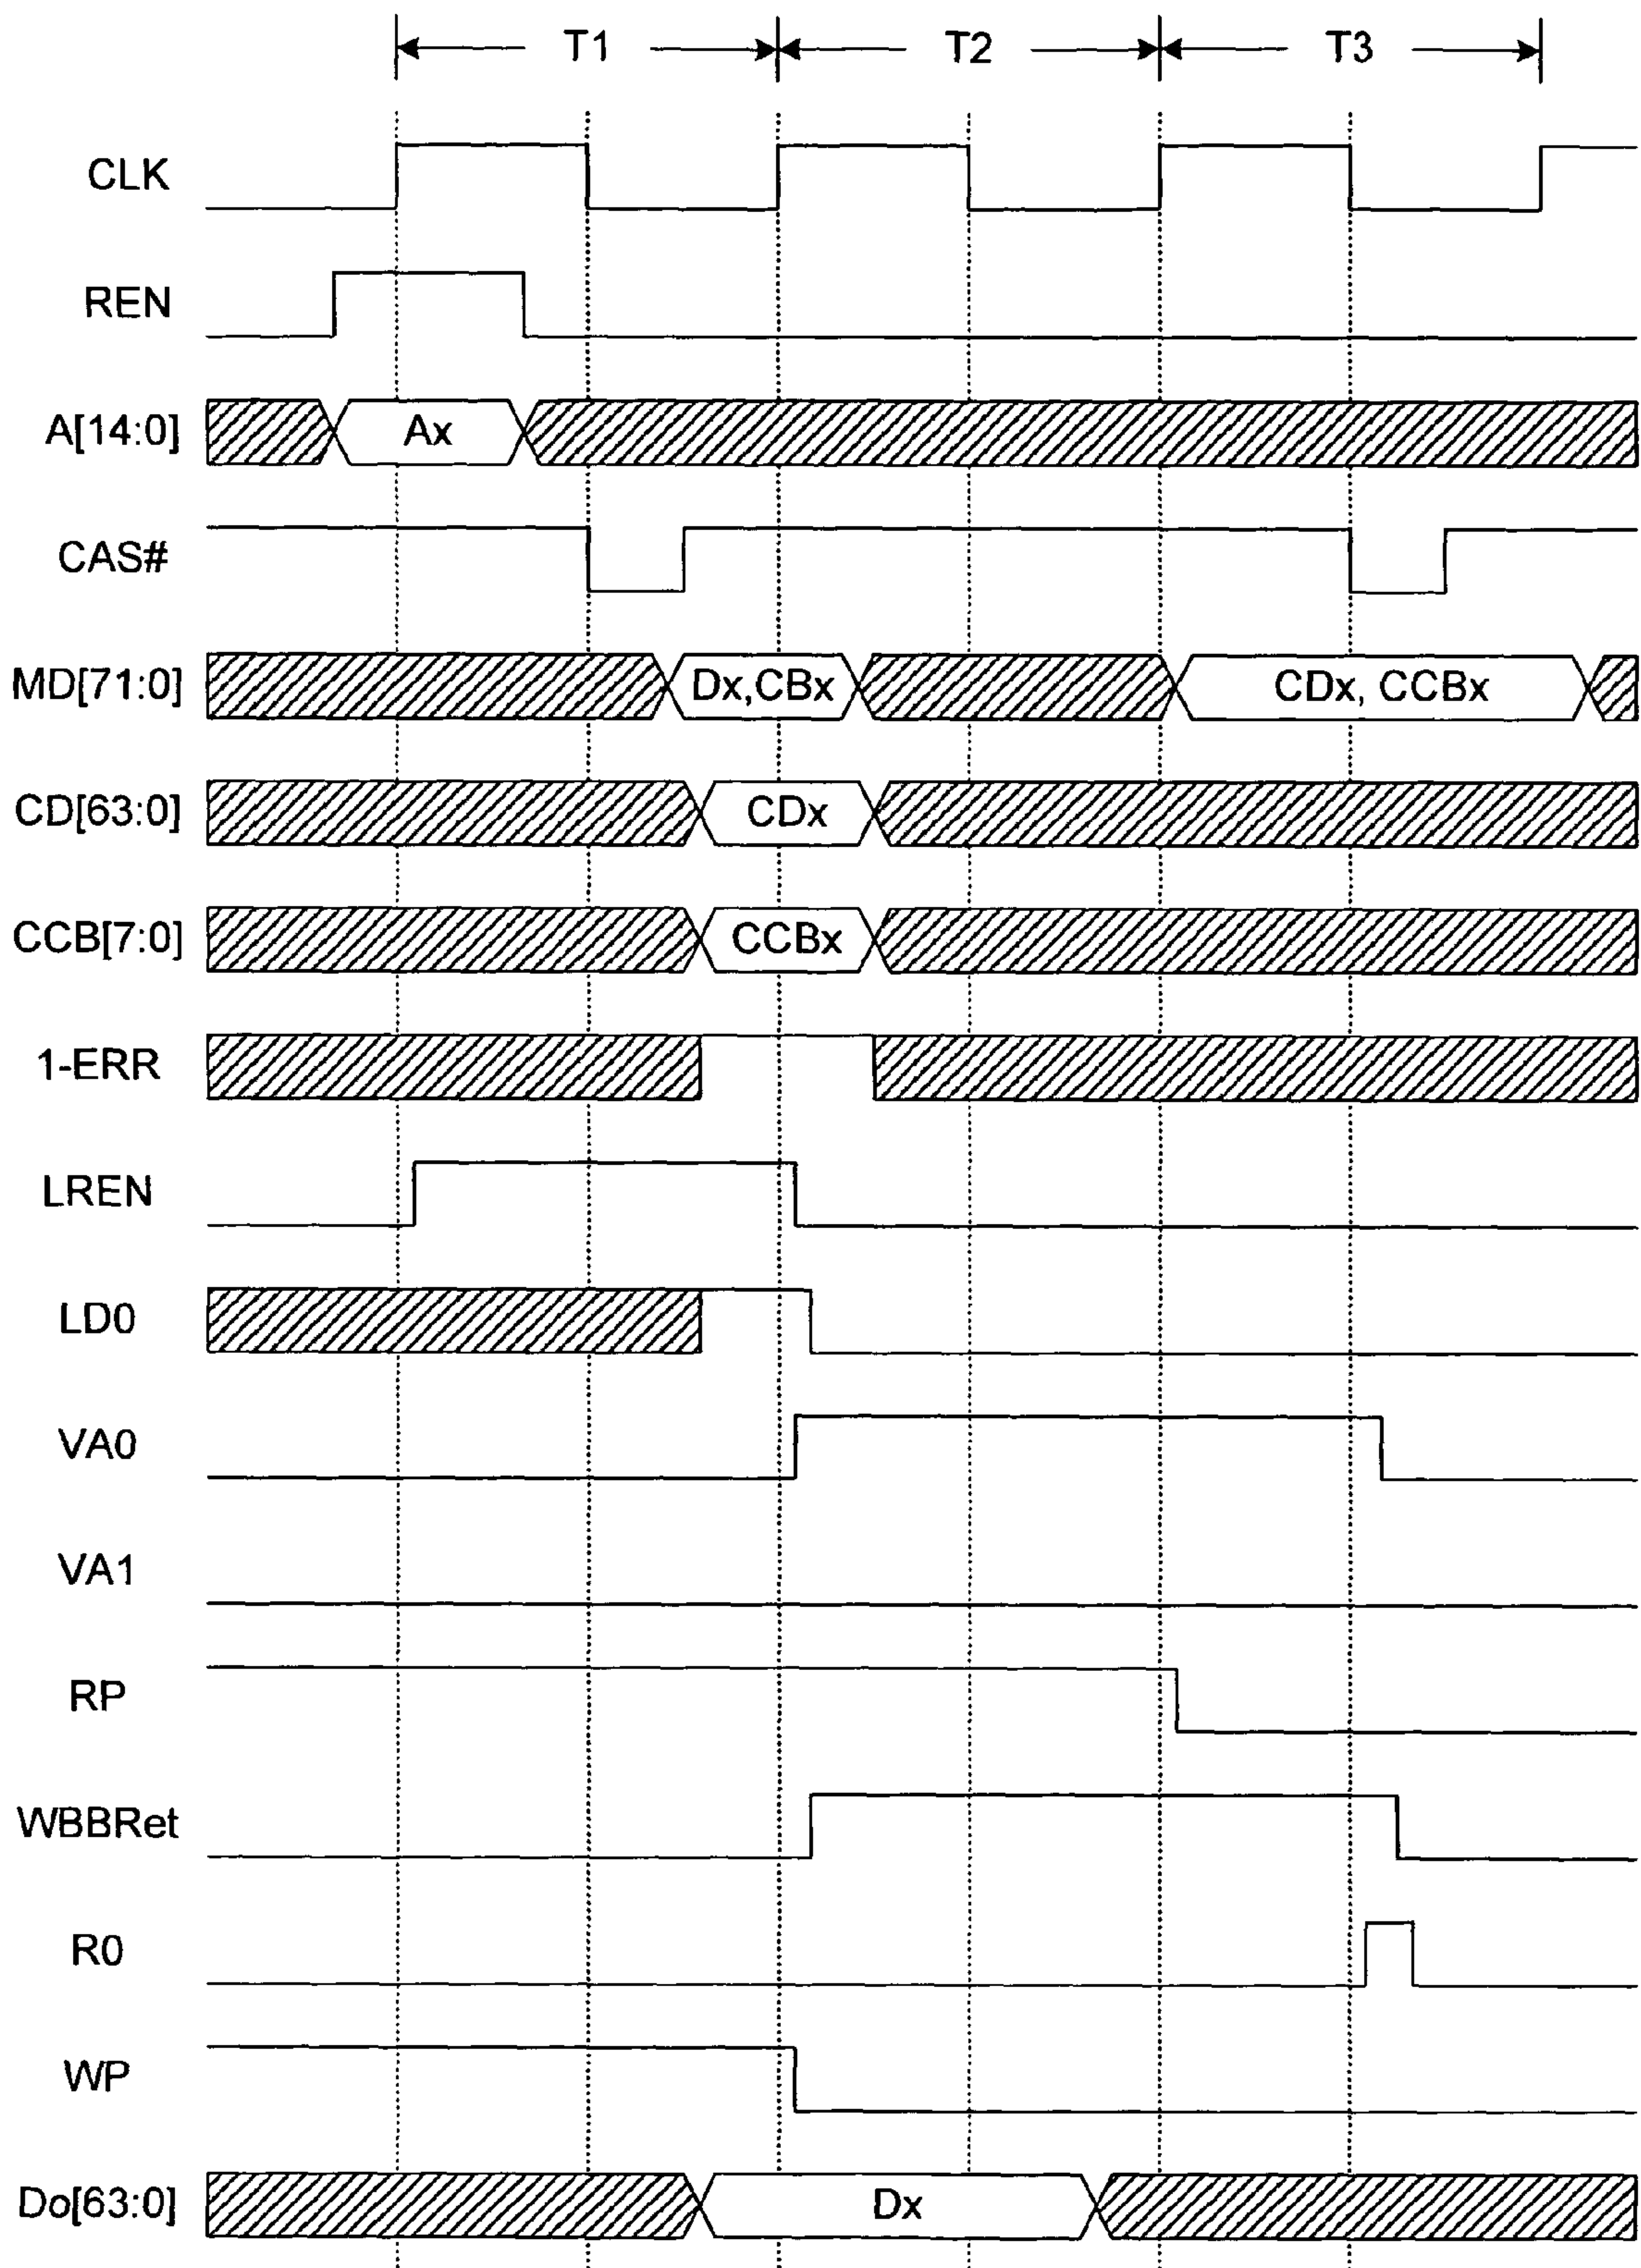 T1 T2 T3
CLK
REN
A[14:0] Ax
CAS#
MD[71:0] Dx,CBx CDx, CCBx
CD[63:0] CDx
CCB[7:0] CCBx
1-ERR
LREN
LD0
VA0
VA1
RP
WBBRet
R0
WP
Do[63:0] Dx